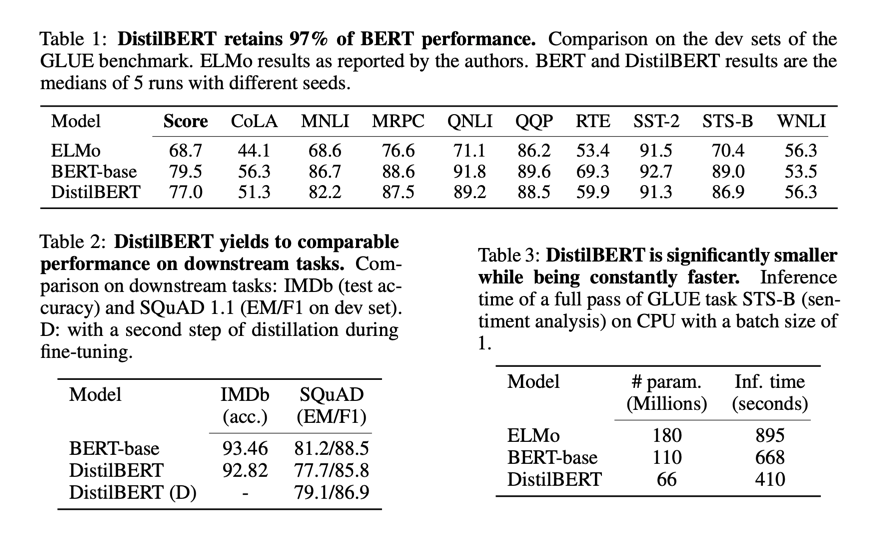 Table 1: DistilBERT retains 97% of BERT performance. Comparison on the dev sets of the
GLUE benchmark. ELMo results as reported by the authors. BERT and DistilBERT results are the
medians of 5 runs with different seeds.
Model Score CoLA MNLI MRPC QNLI QQP RTE SST-2 STS-B WNLI
ELMo 68.7 44.1 68.6 76.6 71.1 86.2 53.4 91.5 70.4 56.3
BERT-base 79.5 56.3 86.7 88.6 91.8 89.6 69.3 92.7 89.0 53.5
DistilBERT 77.0 51.3 82.2 87.5 89.2 88.5 59.9 91.3 86.9 56.3
Table 2: DistilBERT yields to comparable
performance on downstream tasks. Com-
parison on downstream tasks: IMDb (test ac-
curacy) and SQuAD 1.1 (EM/F1 on dev set).
D: with a second step of distillation during
fine-tuning.
Model IMDb SQuAD
(acc.) (EM/F1)
BERT-base 93.46 81.2/88.5
DistilBERT 92.82 77.7/85.8
DistilBERT (D) - 79.1/86.9
Table 3: DistilBERT is significantly smaller
while being constantly faster. Inference
time of a full pass of GLUE task STS-B (sen-
timent analysis) on CPU with a batch size of
1.
Model # param. Inf. time
(Millions) (seconds)
ELMo 180 895
BERT-base 110 668
DistilBERT 66 410